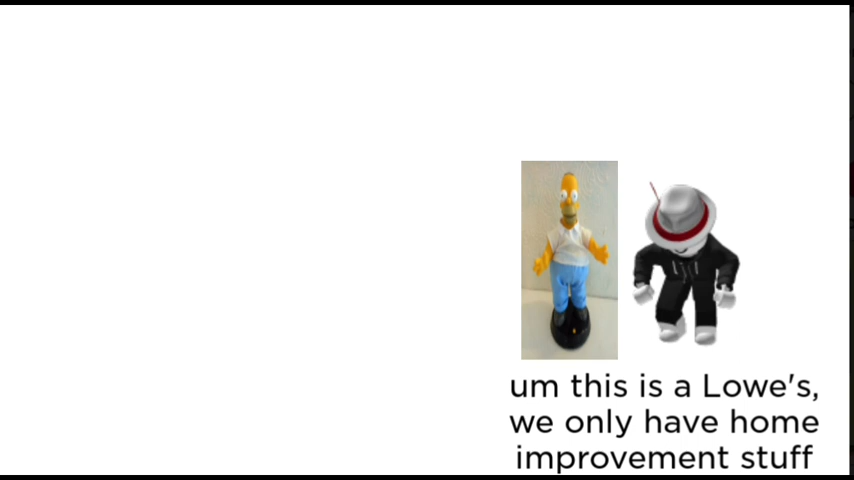 um this is a Lowe's,
we only have home
improvement stuff